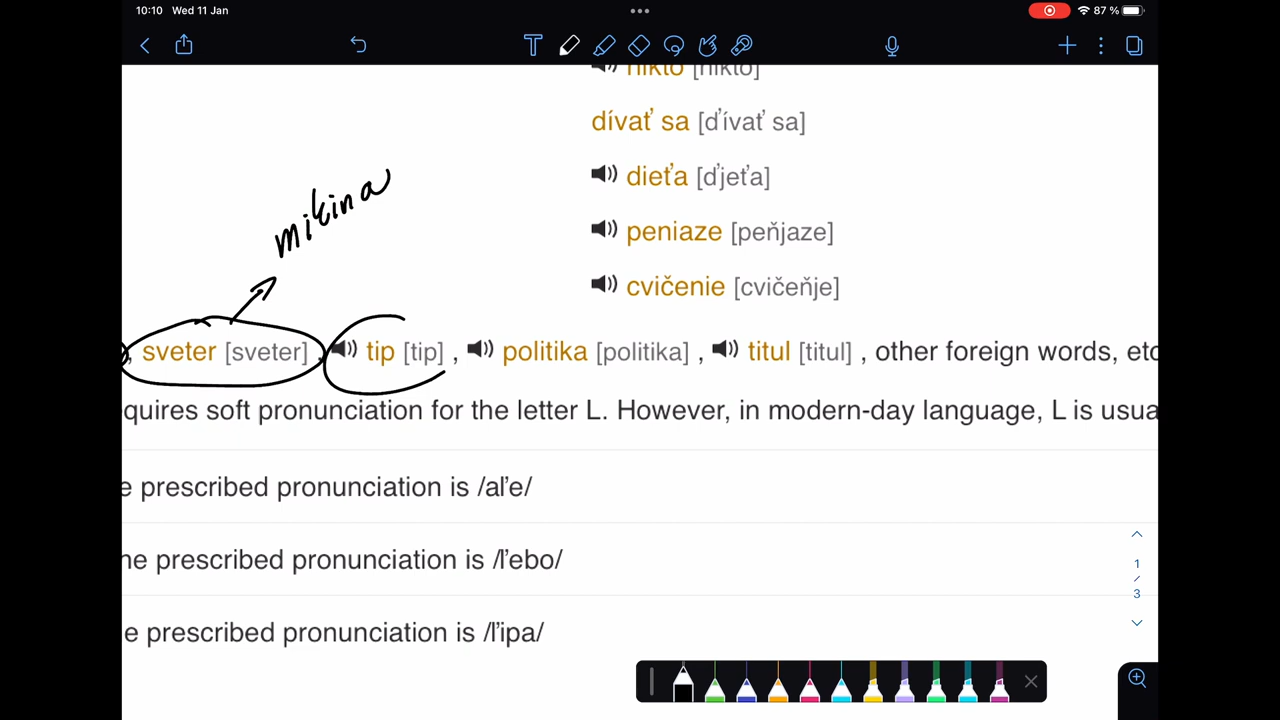 10:10 Wed 11 Jan
87 %
nikto [ňikto]
dívať sa [ďívať sa]
dieťa [ďjeťa]
peniaze [peňjaze]
cvičenie [cvičeňje]
mikina
, sveter [sveter] , tip [tip] , politika [politika] , titul [titul] , other foreign words, etc
equires soft pronunciation for the letter L. However, in modern-day language, L is usua
e prescribed pronunciation is /aľe/
he prescribed pronunciation is /ľebo/
e prescribed pronunciation is /ľipa/
1
/
3